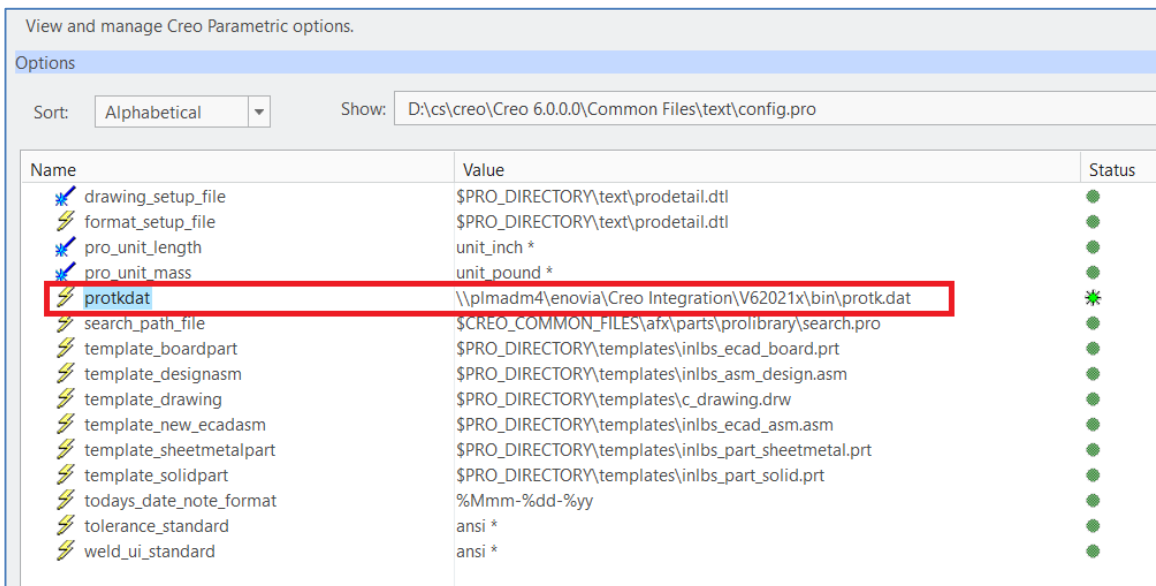 View and manage Creo Parametric options.
Options
Sort: Alphabetical Show: D:\cs\creo\Creo 6.0.0.0\Common Files\text\config.pro
Name Value Status
drawing_setup_file $PRO_DIRECTORY\text\prodetail.dtl
format_setup_file $PRO_DIRECTORY\text\prodetail.dtl
pro_unit_length unit_inch *
pro_unit_mass unit_pound *
protkdat \\plmadm4\enovia\Creo Integration\V62021x\bin\protk.dat
search_path_file $CREO_COMMON_FILES\afx\parts\prolibrary\search.pro
template_boardpart $PRO_DIRECTORY\templates\inlbs_ecad_board.prt
template_designasm $PRO_DIRECTORY\templates\inlbs_asm_design.asm
template_drawing $PRO_DIRECTORY\templates\c_drawing.drw
template_new_ecadasm $PRO_DIRECTORY\templates\inlbs_ecad_asm.asm
template_sheetmetalpart $PRO_DIRECTORY\templates\inlbs_part_sheetmetal.prt
template_solidpart $PRO_DIRECTORY\templates\inlbs_part_solid.prt
todays_date_note_format %Mmm-%dd-%yy
tolerance_standard ansi *
weld_ui_standard ansi *